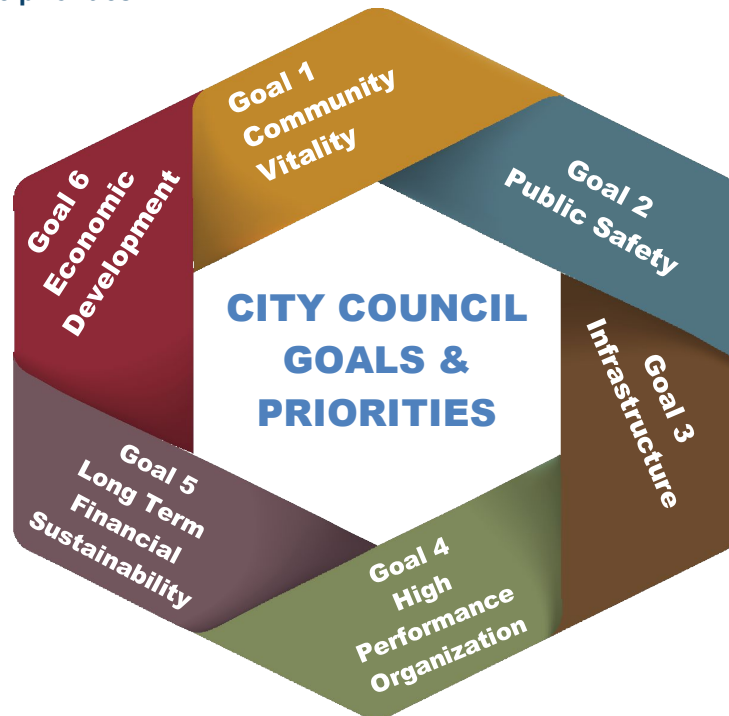 Goal 1
Community
Vitality
Goal 2
Public Safety
Goal 3
Infrastructure
Goal 4
High
Performance
Organization
Goal 5
Long Term
Financial
Sustainability
Goal 6
Economic
Development
CITY COUNCIL
GOALS &
PRIORITIES